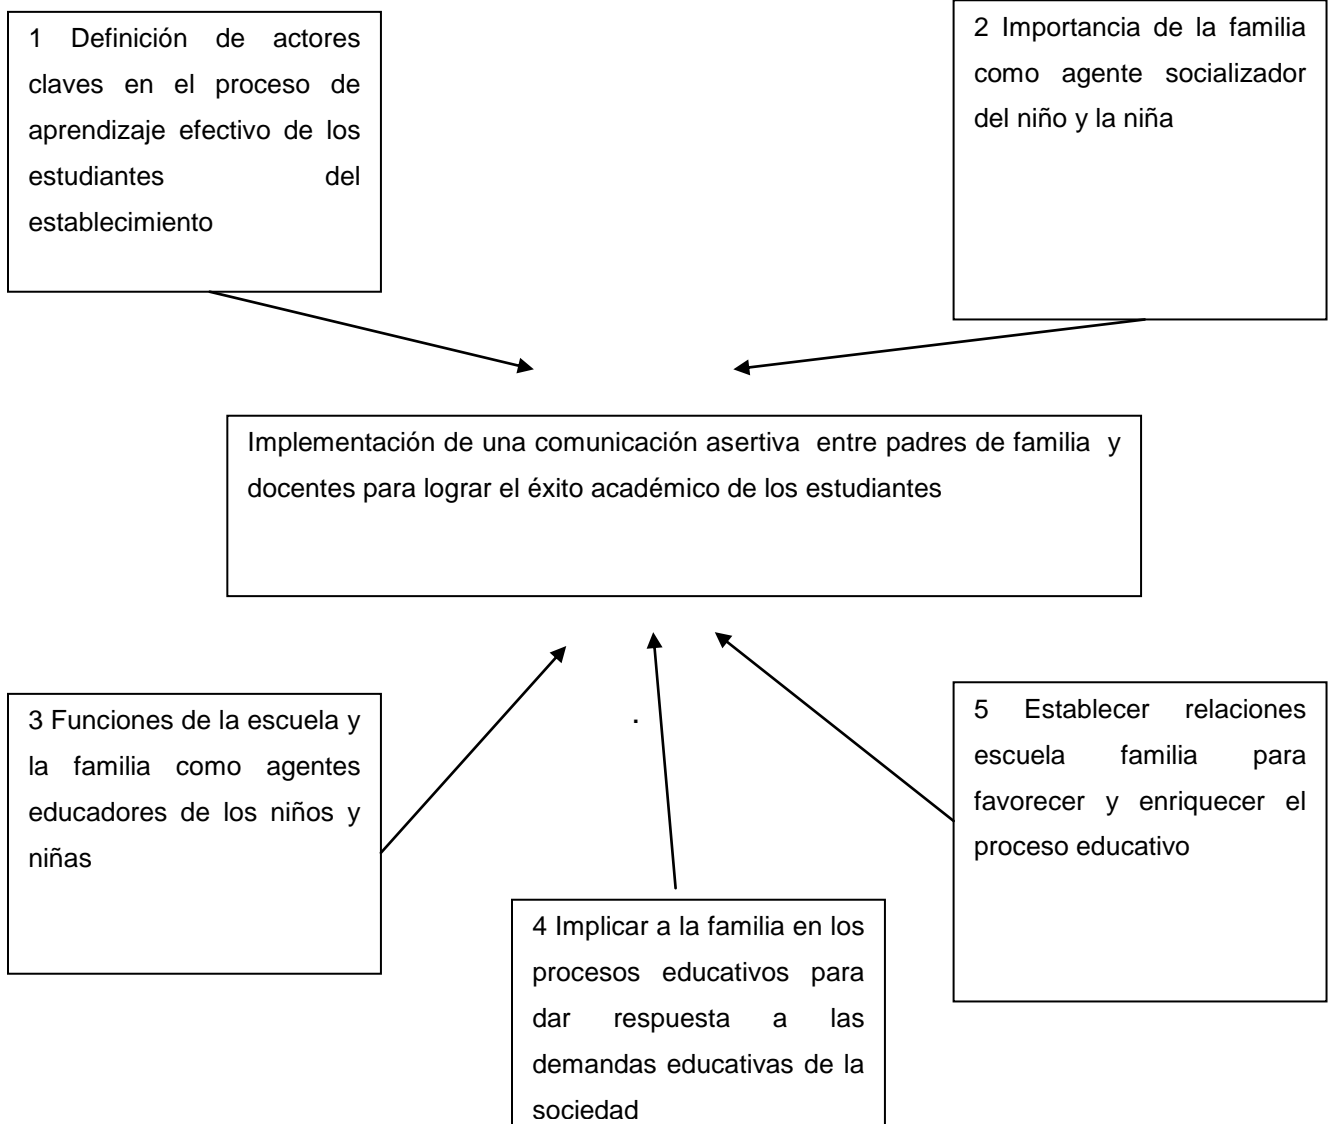 1 Definición de actores
claves en el proceso de
aprendizaje efectivo de los
estudiantes del
establecimiento
2 Importancia de la familia
como agente socializador
del niño y la niña
Implementación de una comunicación asertiva entre padres de familia y
docentes para lograr el éxito académico de los estudiantes
3 Funciones de la escuela y
la familia como agentes
educadores de los niños y
niñas
.
4 Implicar a la familia en los
procesos educativos para
dar respuesta a las
demandas educativas de la
sociedad
5 Establecer relaciones
escuela familia para
favorecer y enriquecer el
proceso educativo